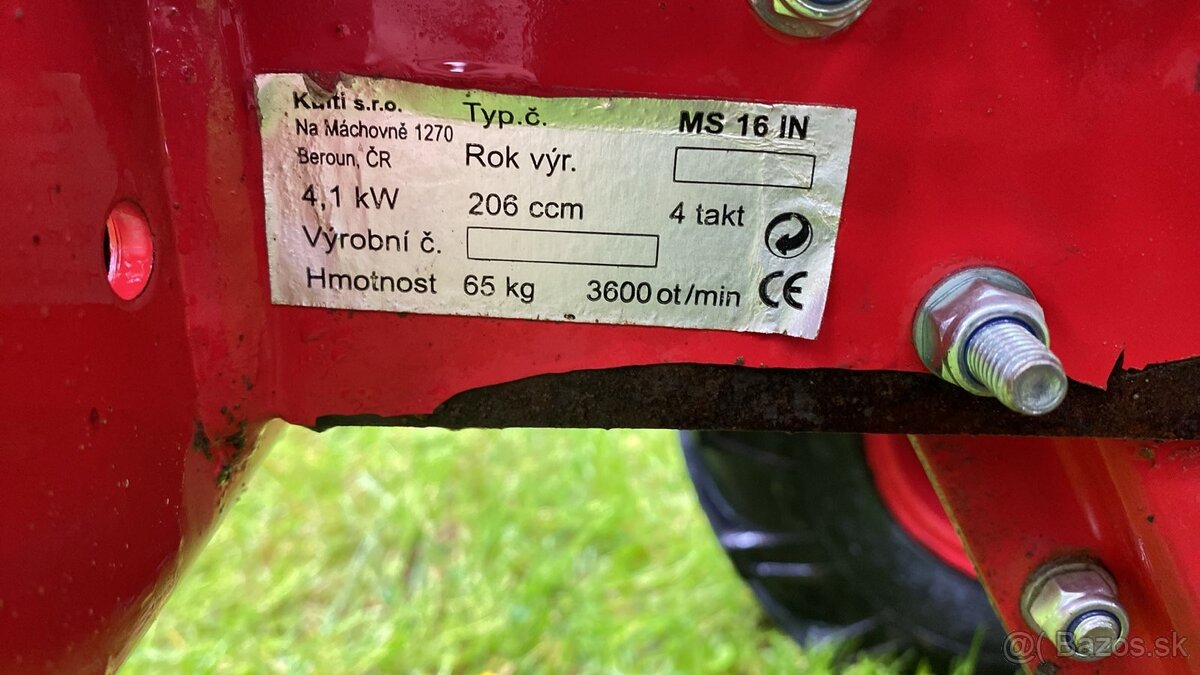 Kulti s.r.o.
Na Máchovně 1270
Beroun, ČR
Typ.č. MS 16 IN
Rok výr.
4,1 kW 206 ccm 4 takt
Výrobní č.
Hmotnost 65 kg 3600 ot/min CE
@( Bazos.sk